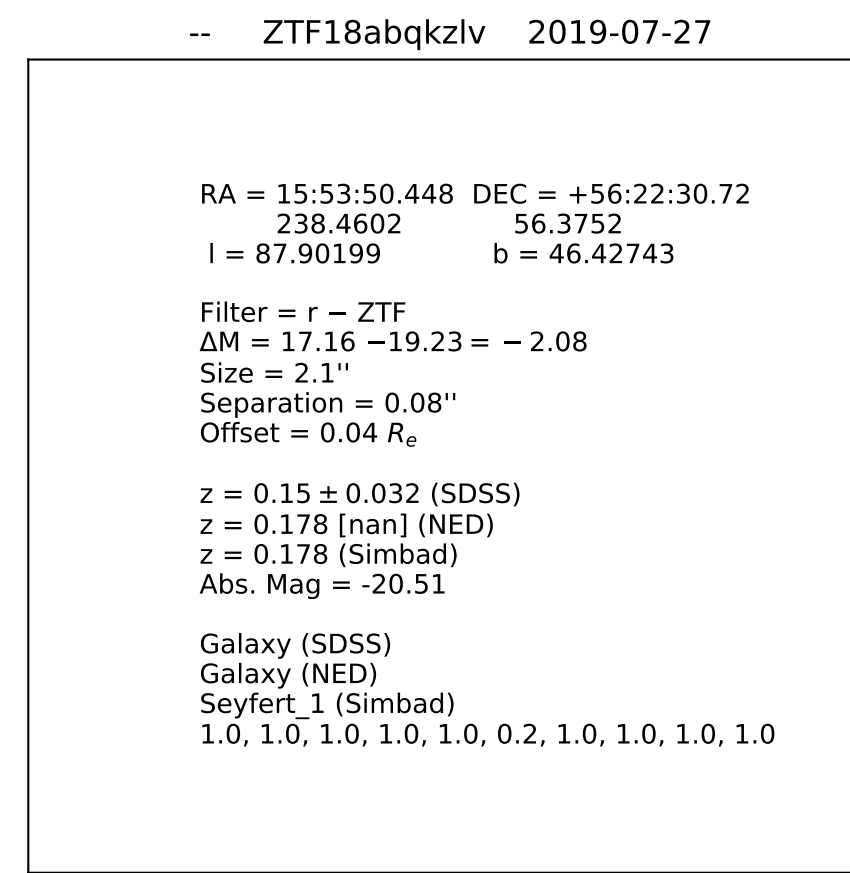 -- ZTF18abqkzlv 2019-07-27
RA = 15:53:50.448 DEC = +56:22:30.72
238.4602 56.3752
l = 87.90199 b = 46.42743
Filter = r − ZTF
ΔM = 17.16 −19.23 = − 2.08
Size = 2.1''
Separation = 0.08''
Offset = 0.04 Re
z = 0.15 ± 0.032 (SDSS)
z = 0.178 [nan] (NED)
z = 0.178 (Simbad)
Abs. Mag = -20.51
Galaxy (SDSS)
Galaxy (NED)
Seyfert_1 (Simbad)
1.0, 1.0, 1.0, 1.0, 1.0, 0.2, 1.0, 1.0, 1.0, 1.0